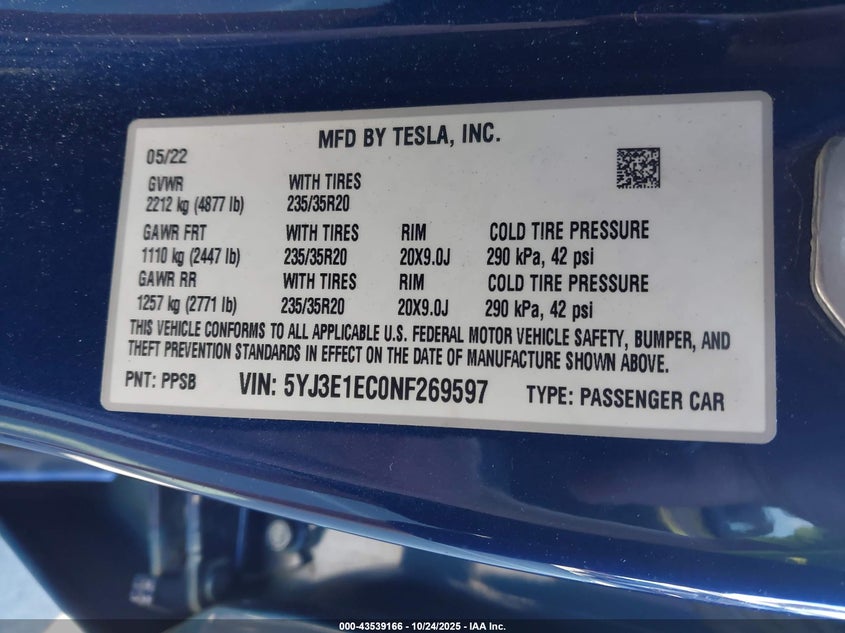 MFD BY TESLA, INC.
05/22
GVWR WITH TIRES
2212 kg (4877 lb) 235/35R20
GAWR FRT WITH TIRES RIM COLD TIRE PRESSURE
1110 kg (2447 lb) 235/35R20 20X9.0J 290 kPa, 42 psi
GAWR RR WITH TIRES RIM COLD TIRE PRESSURE
1257 kg (2771 lb) 235/35R20 20X9.0J 290 kPa, 42 psi
THIS VEHICLE CONFORMS TO ALL APPLICABLE U.S. FEDERAL MOTOR VEHICLE SAFETY, BUMPER, AND
THEFT PREVENTION STANDARDS IN EFFECT ON THE DATE OF MANUFACTURE SHOWN ABOVE.
PNT: PPSB VIN: 5YJ3E1EC0NF269597 TYPE: PASSENGER CAR
000-43539166 - 10/24/2025 - IAA Inc.